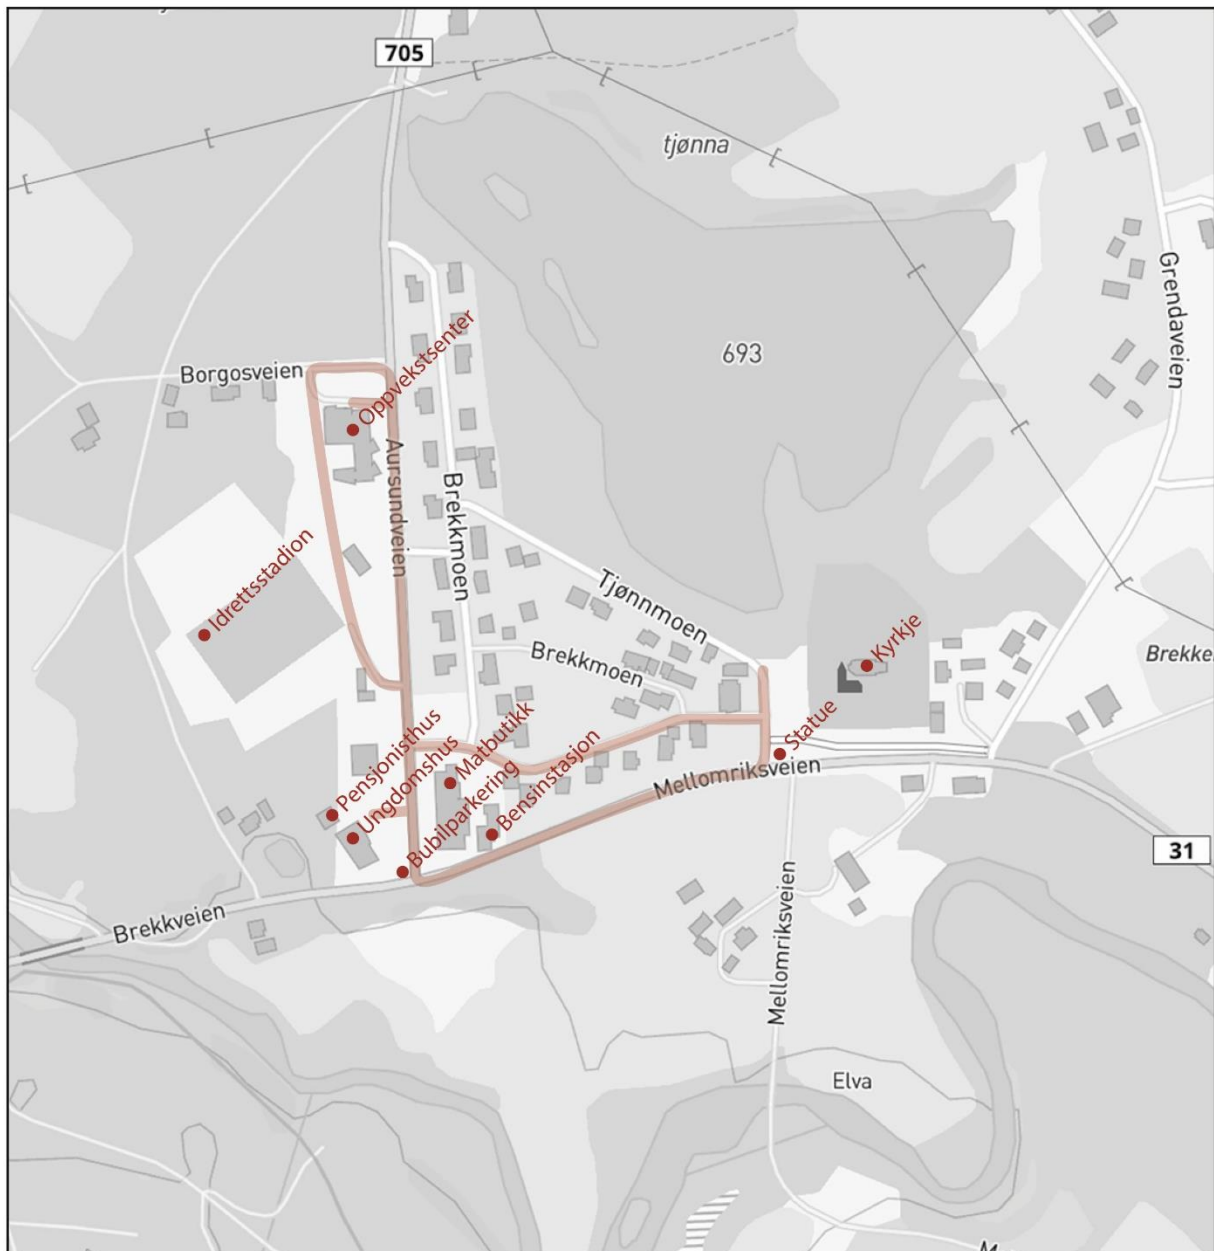 705
tjønna
Grendaveien
693
Oppvekstsenter
Borgosveien
Aursundveien
Brekkmoen
Idrettsstadion
Tjønnmoen
Kyrkje
Brekkmoen
Brekke
Statue
Pensjonisthus
Ungdomshus
Matbutikk
Bubilparkering
Bensinstasjon
Mellomriksveien
31
Brekkveien
Mellomriksveien
Elva